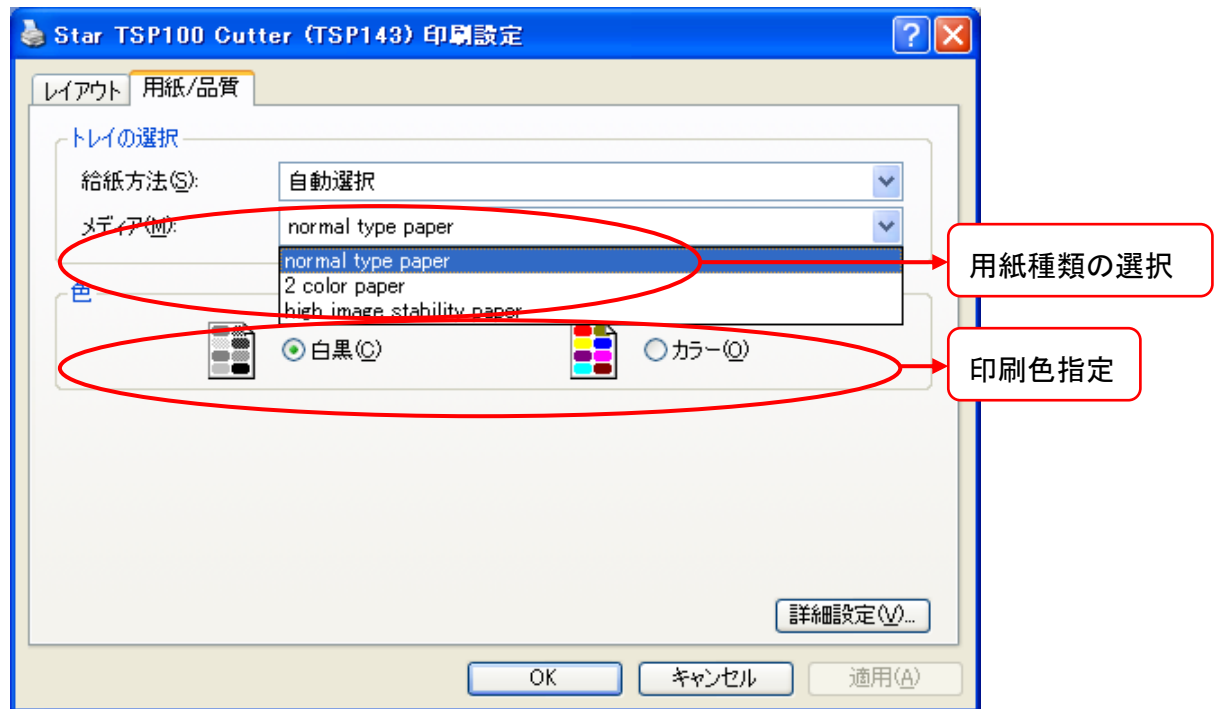 Star TSP100 Cutter (TSP143) 印刷設定
レイアウト 用紙/品質
トレイの選択
給紙方法(S): 自動選択
メディア(M): normal type paper
normal type paper
2 color paper
high image stability paper
用紙種類の選択
色
白黒(C) カラー(O)
印刷色指定
詳細設定(V)...
OK キャンセル 適用(A)